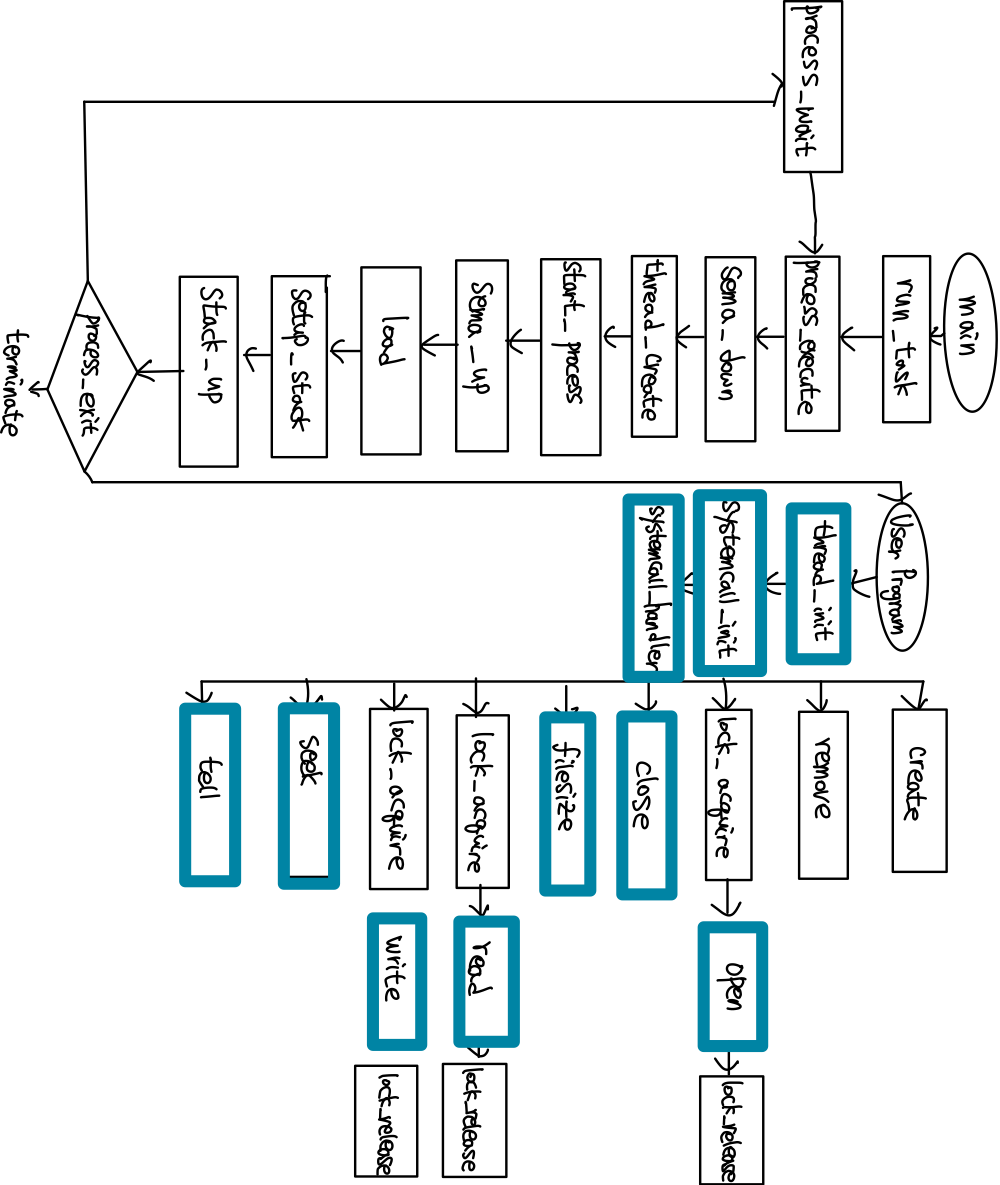 main
run_task
process_wait
process_execute
Sema_down
thread_create
start_process
Sema_up
load
Setup_stack
Stack_up
process_exit
terminate
User Program
thread_init
systemcall_init
systemcall_handler
create
remove
lock_acquire
open
lock_release
close
filesize
lock_acquire
read
lock_release
lock_acquire
write
lock_release
seek
tell